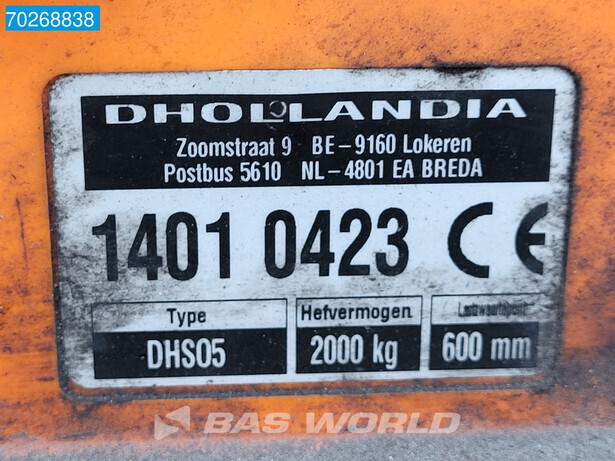 70268838
DHOLLANDIA
Zoomstraat 9 BE-9160 Lokeren
Postbus 5610 NL-4801 EA BREDA
1401 0423 CE
Type Hefvermogen Lastzwaartepunt
DHS05 2000 kg 600 mm
BAS WORLD